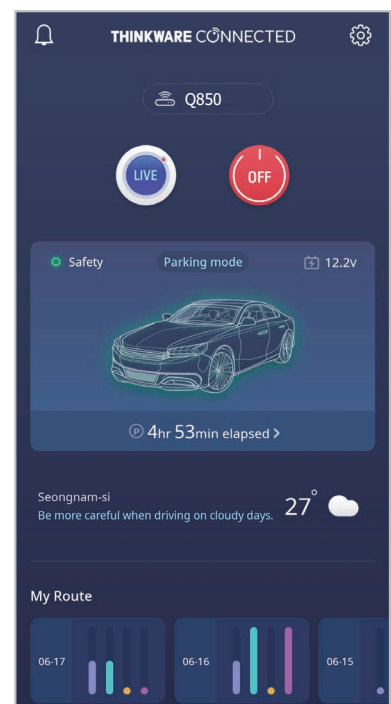 THINKWARE CONNECTED
Q850
LIVE
OFF
Safety Parking mode 12.2v
P 4hr 53min elapsed >
Seongnam-si
Be more careful when driving on cloudy days.
27°
My Route
06-17 06-16 06-15